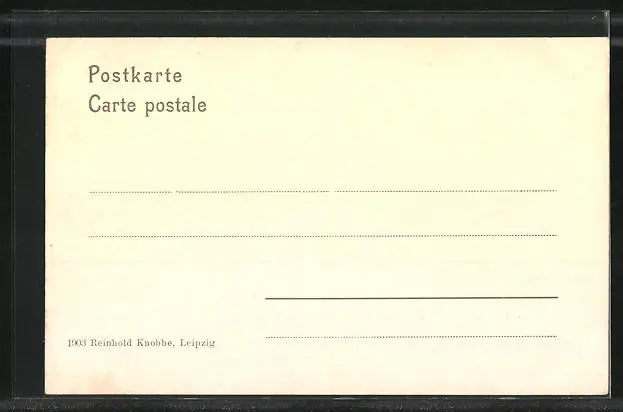 Postkarte
Carte postale
1903 Reinhold Knobbe, Leipzig